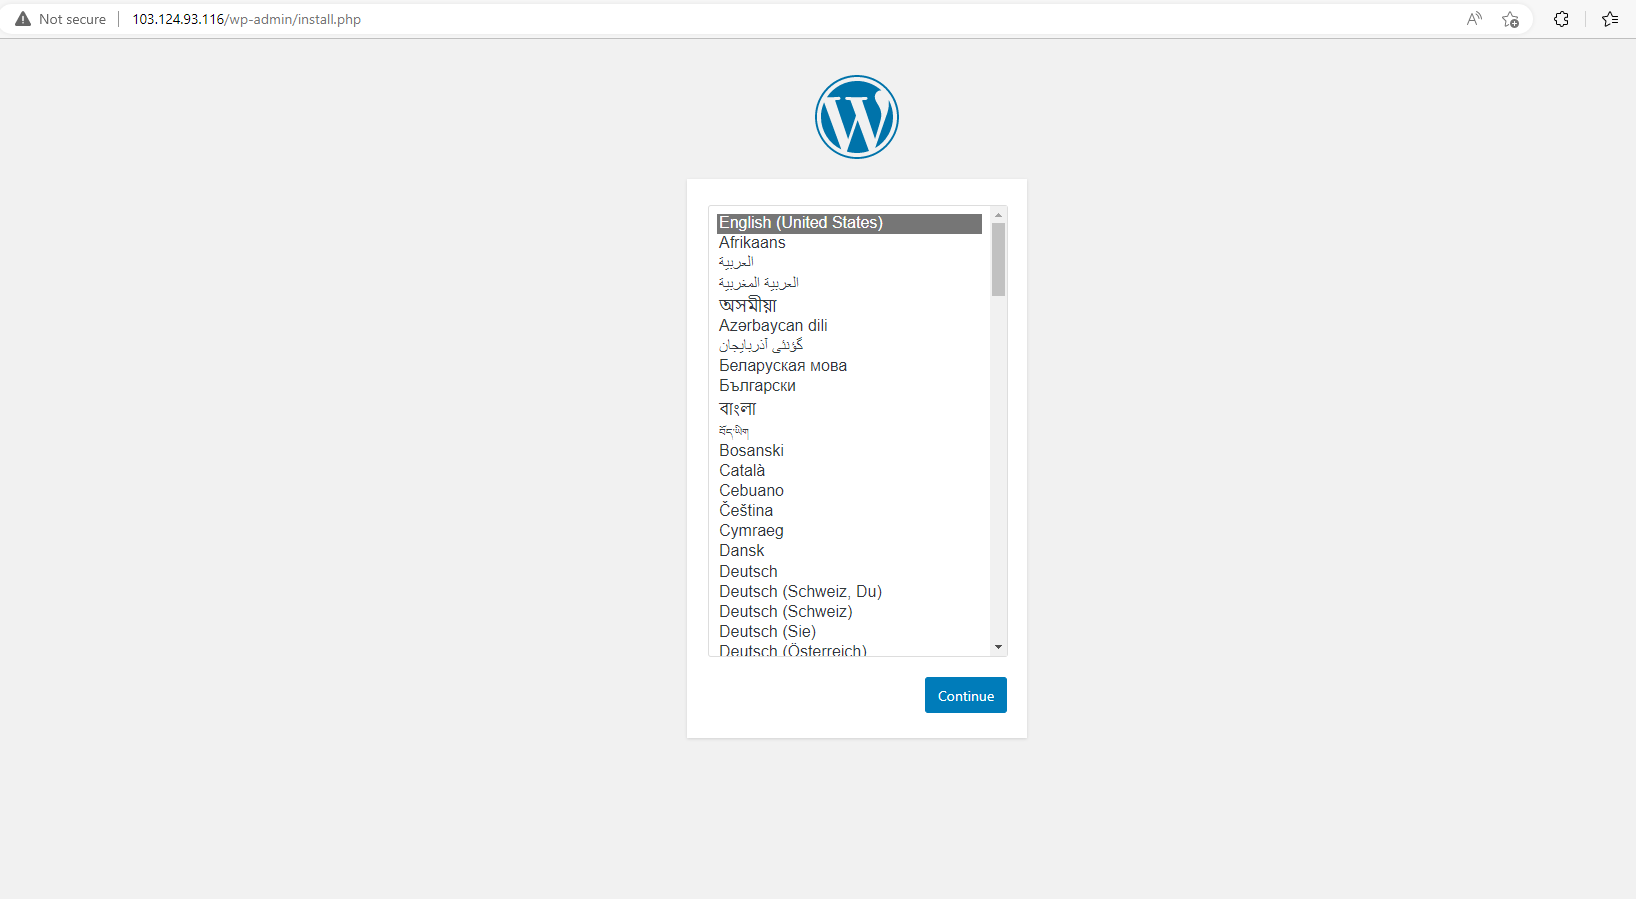 Not secure 103.124.93.116/wp-admin/install.php
English (United States)
Afrikaans
العربية
العربية المغربية
অসমীয়া
Azərbaycan dili
گؤنئی آذربایجان
Беларуская мова
Български
বাংলা
བོད་ཡིག
Bosanski
Català
Cebuano
Čeština
Cymraeg
Dansk
Deutsch
Deutsch (Schweiz, Du)
Deutsch (Schweiz)
Deutsch (Sie)
Deutsch (Österreich)
Continue